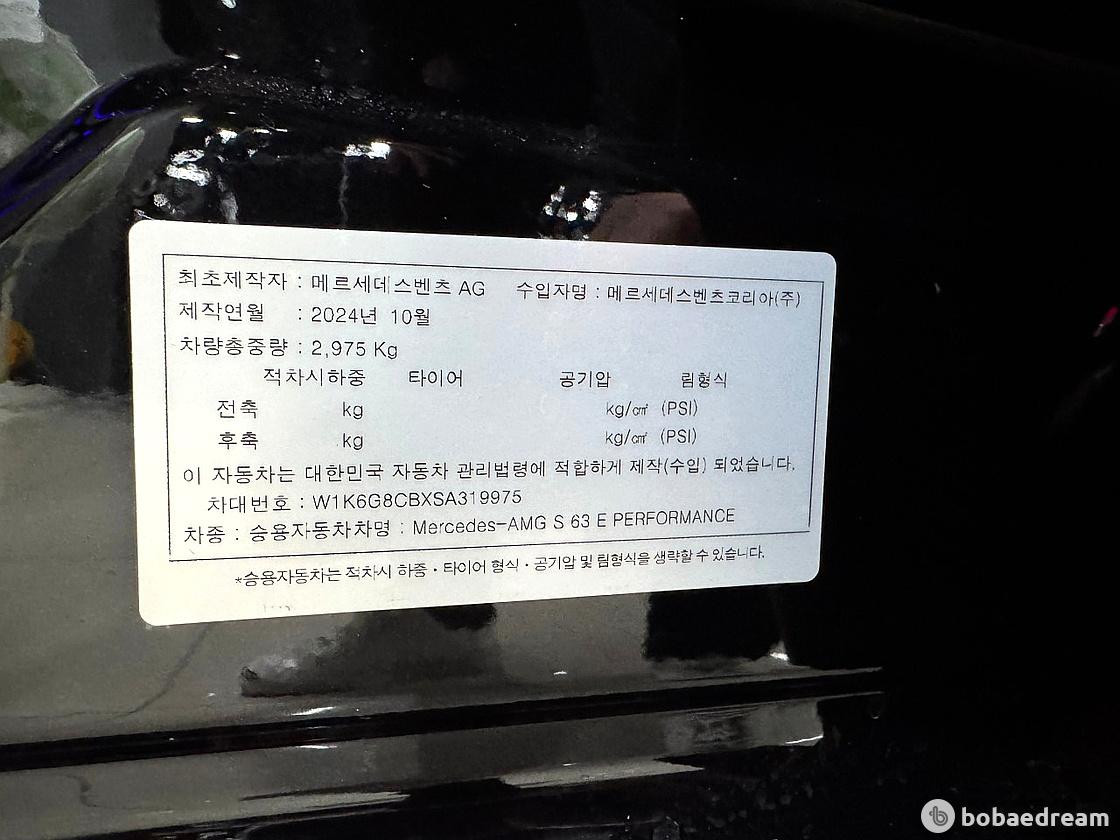 최초제작자 : 메르세데스벤츠 AG 수입자명 : 메르세데스벤츠코리아(주)
제작연월 : 2024년 10월
차량총중량 : 2,975 Kg
적차시하중 타이어 공기압 림형식
전축 kg kg/㎠ (PSI)
후축 kg kg/㎠ (PSI)
이 자동차는 대한민국 자동차 관리법령에 적합하게 제작(수입) 되었습니다.
차대번호 : W1K6G8CBXSA319975
차종 : 승용자동차차명 : Mercedes-AMG S 63 E PERFORMANCE
*승용자동차는 적차시 하중·타이어 형식·공기압 및 림형식을 생략할 수 있습니다.
bobaedream